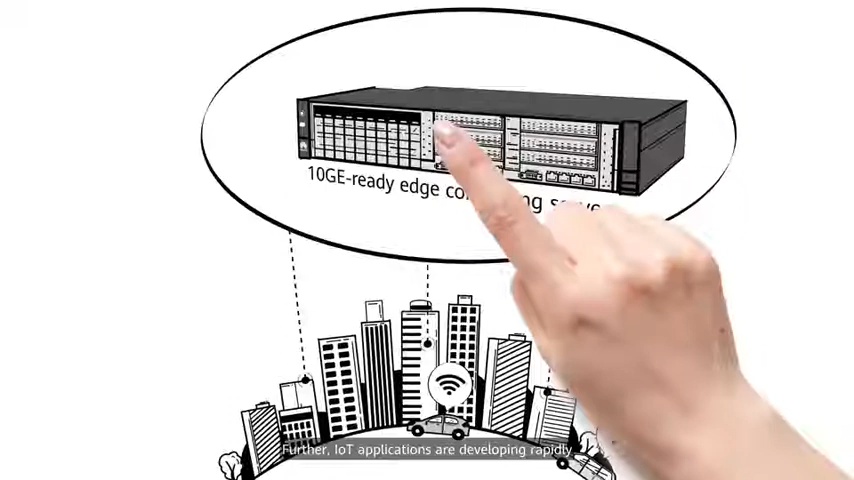 10GE-ready edge
Further, IoT applications are developing rapidly